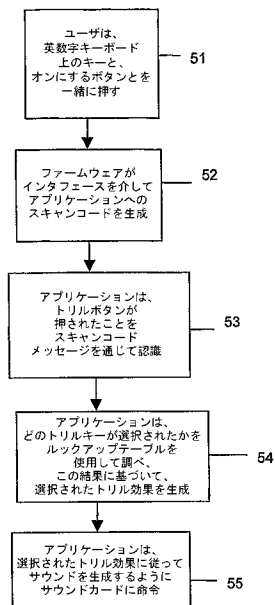 ユーザは、
英数字キーボード
上のキーと、
オンにするボタンとを
一緒に押す
51
ファームウェアが
インタフェースを介して
アプリケーションへの
スキャンコードを生成
52
アプリケーションは、
トリルボタンが
押されたことを
スキャンコード
メッセージを通じて認識
53
アプリケーションは、
どのトリルキーが選択されたかを
ルックアップテーブルを
使用して調べ、
この結果に基づいて、
選択されたトリル効果を生成
54
アプリケーションは、
選択されたトリル効果に従って
サウンドを生成するように
サウンドカードに命令
55